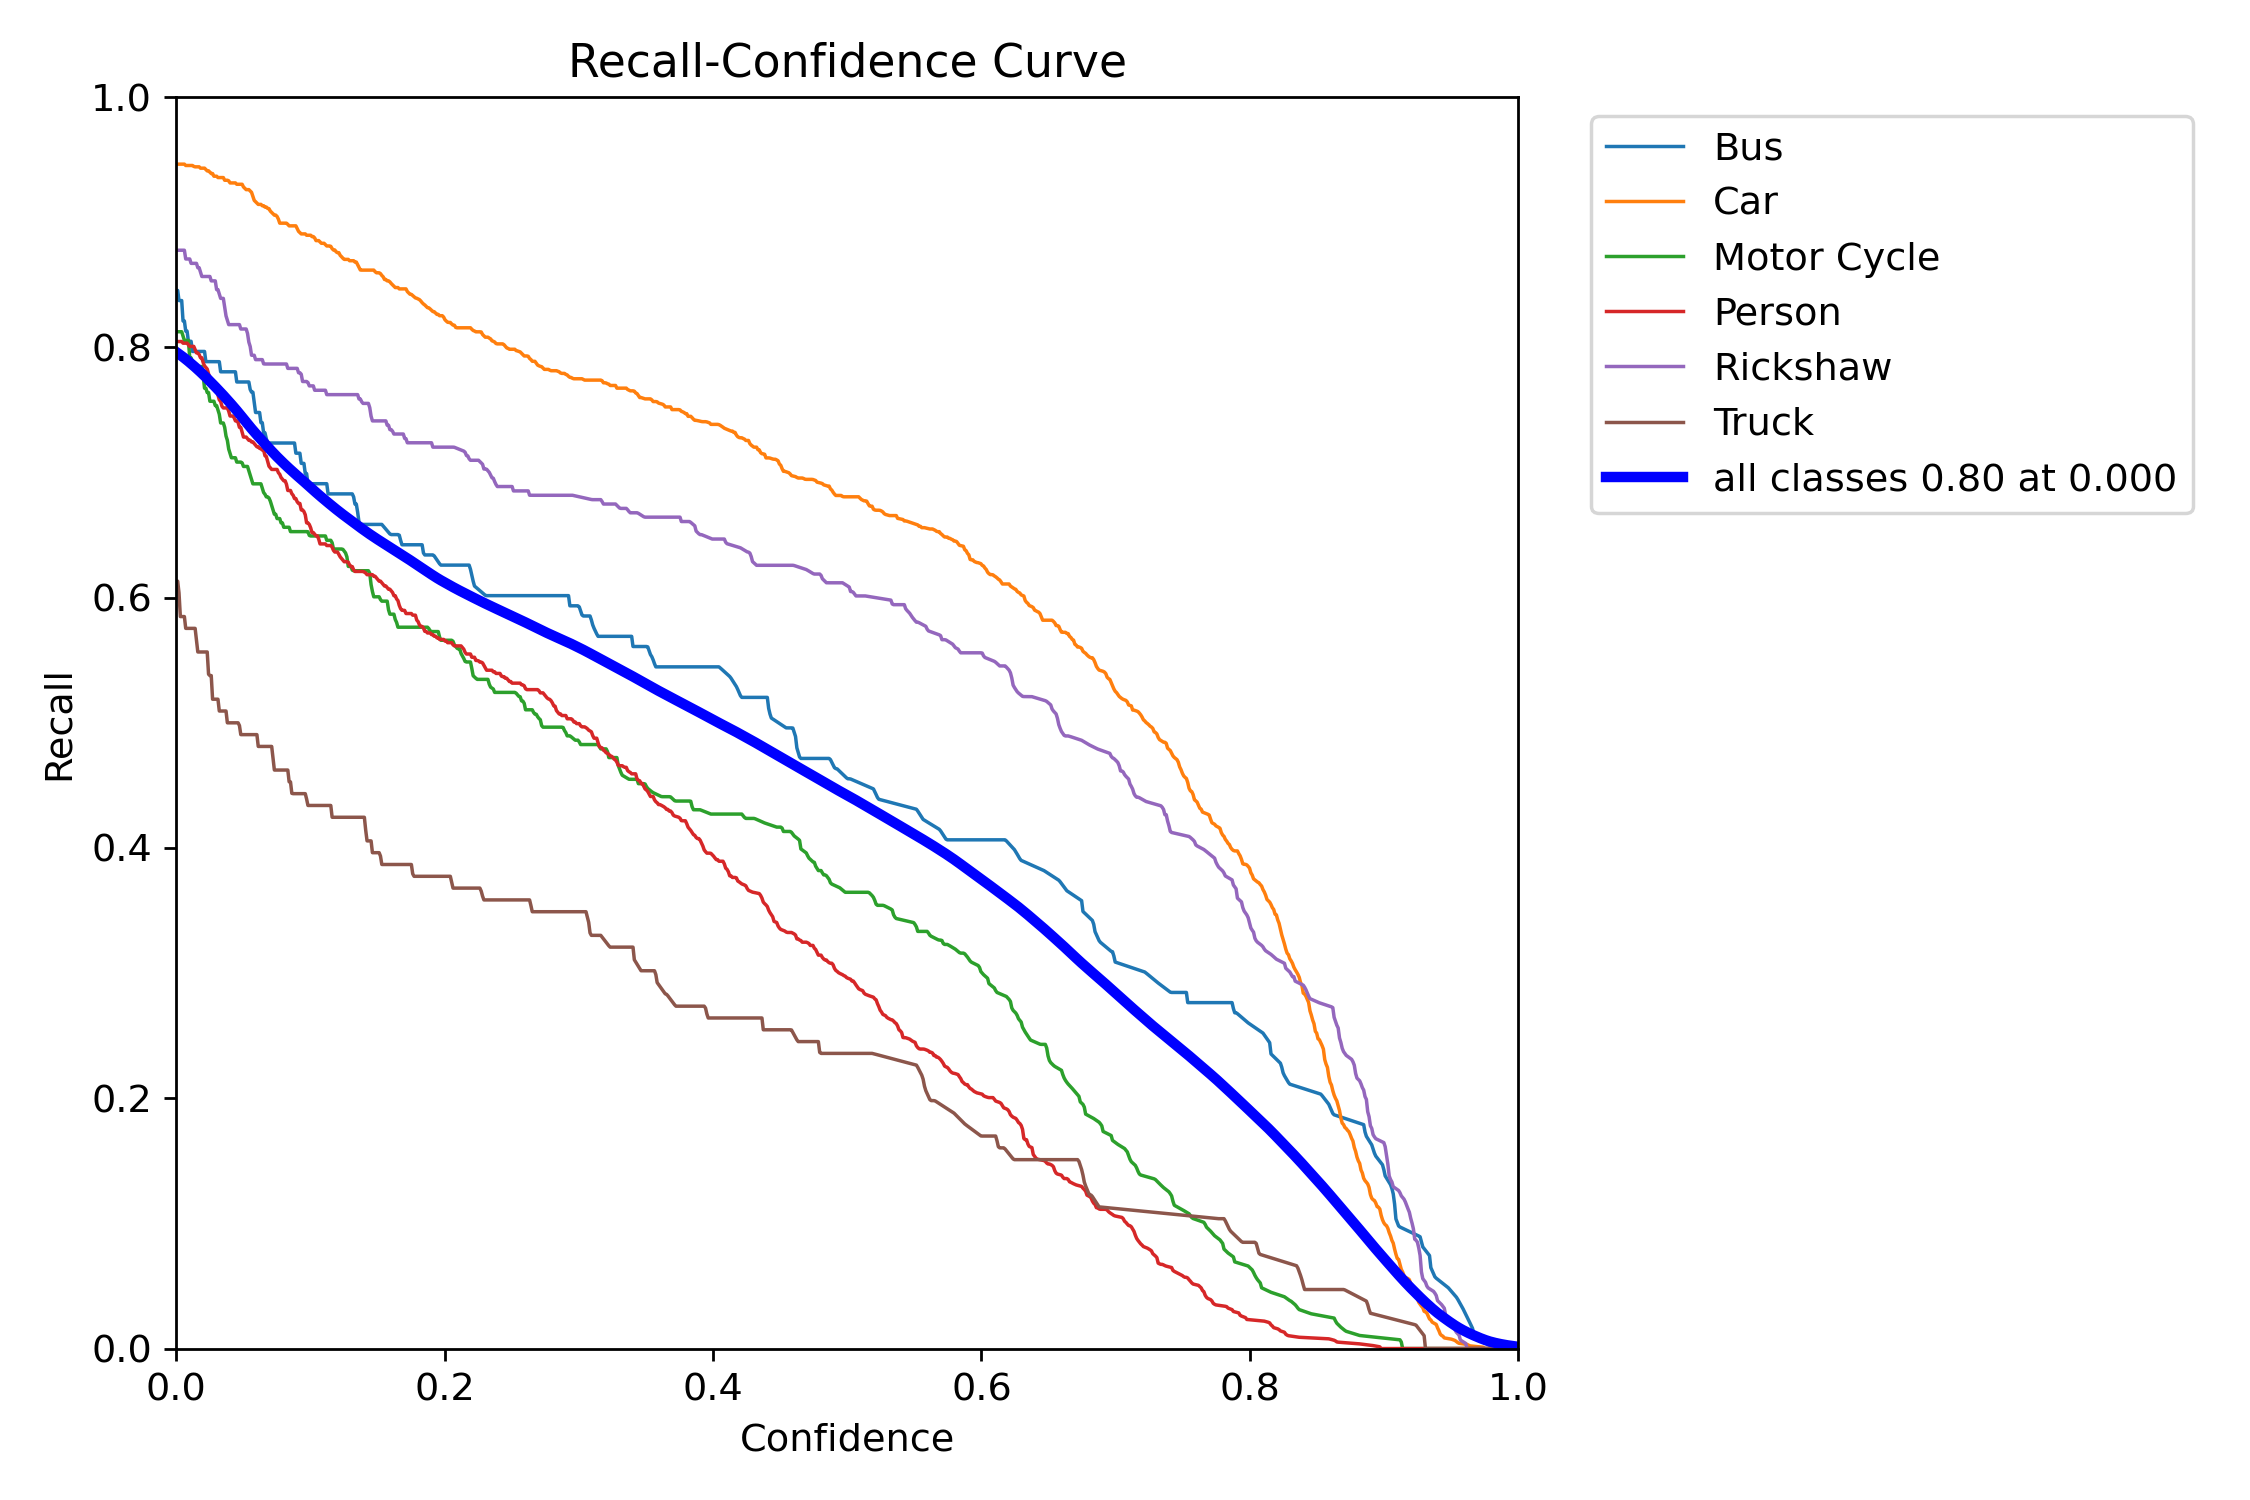 Recall-Confidence Curve
1.0
0.8
0.6
0.4
0.2
0.0
Recall
0.0 0.2 0.4 0.6 0.8 1.0
Confidence
Bus
Car
Motor Cycle
Person
Rickshaw
Truck
all classes 0.80 at 0.000